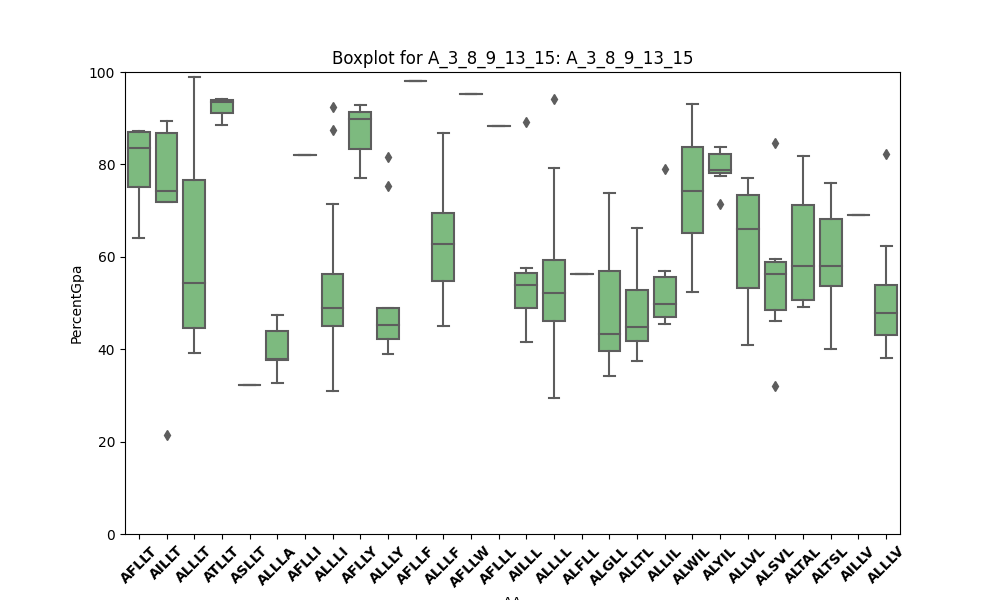 Boxplot for A_3_8_9_13_15: A_3_8_9_13_15
PercentGpa
100
80
60
40
20
0
AFLLT AILLT ALLLT ATLLT ASLLT ALLLA AFLLI ALLLI AFLLY ALLLY AFLLF ALLLF AFLLW AFLLL AILLL ALLLL ALFLL ALGLL ALLTL ALLIL ALWIL ALYIL ALLVL ALSVL ALTAL ALTSL AILLV ALLLV